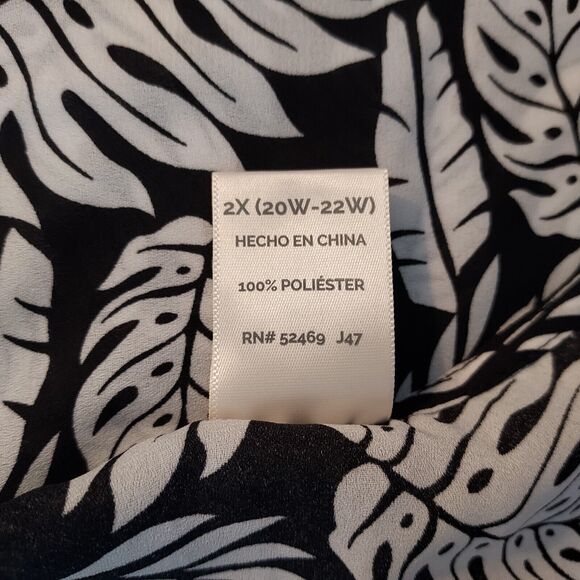 2X (20W-22W)
HECHO EN CHINA
100% POLIÉSTER
RN# 52469 J47